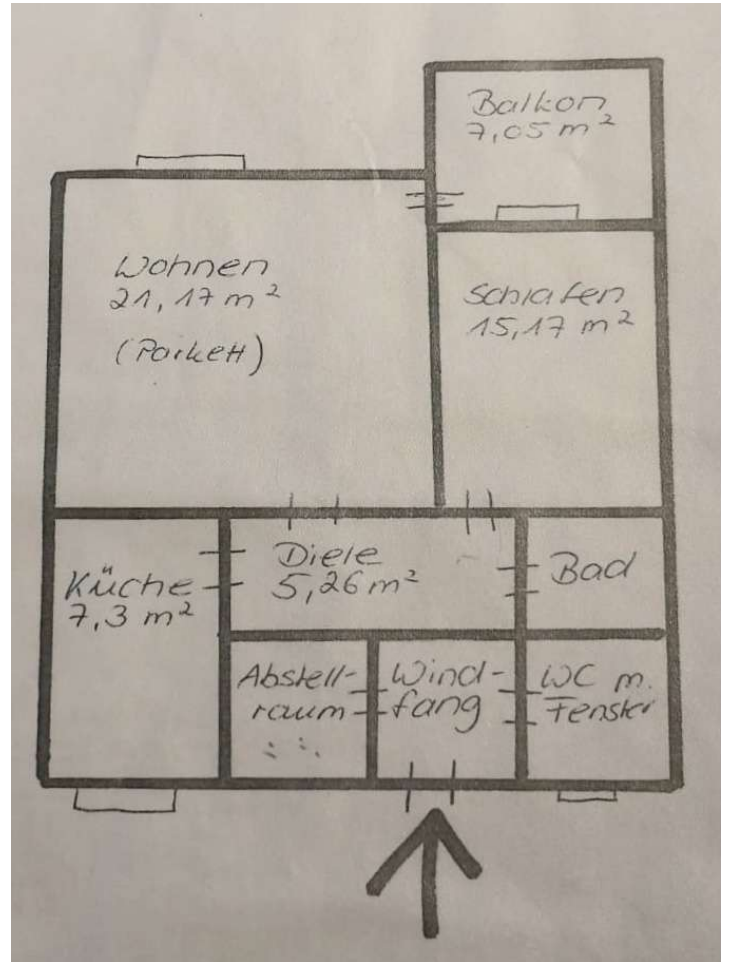 Balkon
7,05 m²
Wohnen
21,17 m²
(Parkett)
Schlafen
15,17 m²
Küche
7,3 m²
Diele
5,26 m²
Bad
Abstell-
raum
Wind-
fang
WC m.
Fenster